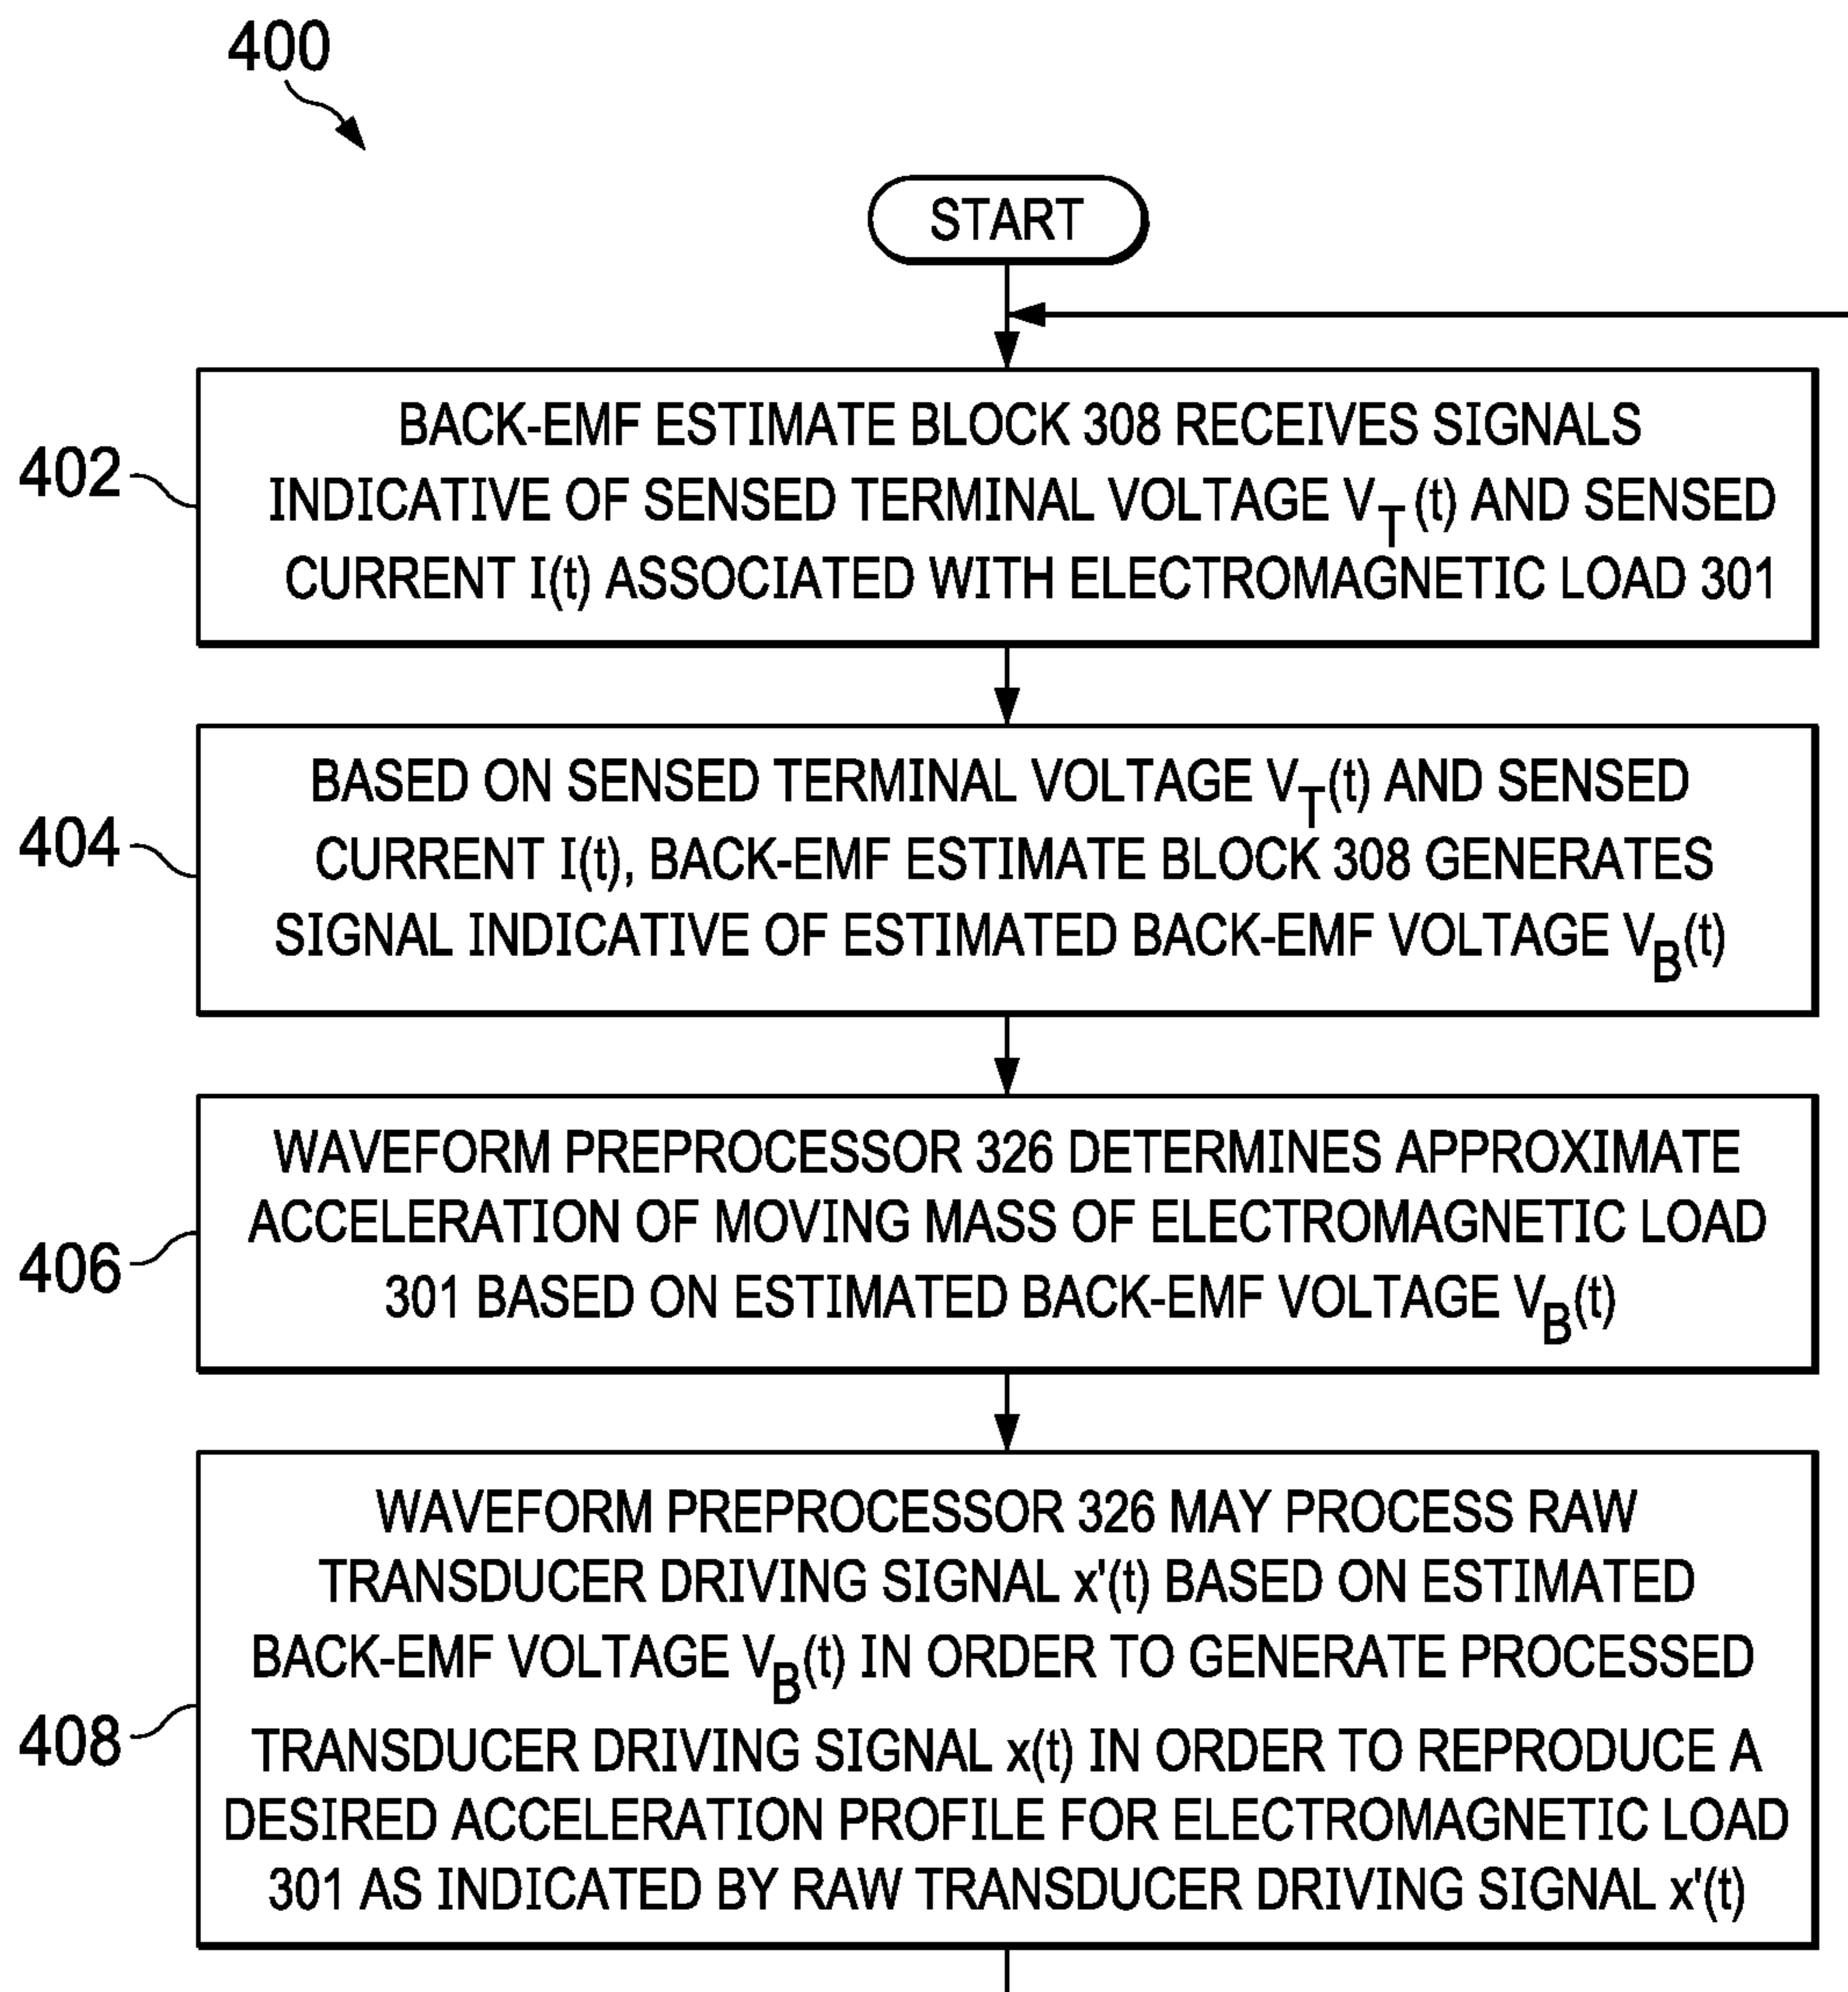 400
START
402
BACK-EMF ESTIMATE BLOCK 308 RECEIVES SIGNALS
INDICATIVE OF SENSED TERMINAL VOLTAGE V_T(t) AND SENSED
CURRENT I(t) ASSOCIATED WITH ELECTROMAGNETIC LOAD 301
404
BASED ON SENSED TERMINAL VOLTAGE V_T(t) AND SENSED
CURRENT I(t), BACK-EMF ESTIMATE BLOCK 308 GENERATES
SIGNAL INDICATIVE OF ESTIMATED BACK-EMF VOLTAGE V_B(t)
406
WAVEFORM PREPROCESSOR 326 DETERMINES APPROXIMATE
ACCELERATION OF MOVING MASS OF ELECTROMAGNETIC LOAD
301 BASED ON ESTIMATED BACK-EMF VOLTAGE V_B(t)
408
WAVEFORM PREPROCESSOR 326 MAY PROCESS RAW
TRANSDUCER DRIVING SIGNAL x'(t) BASED ON ESTIMATED
BACK-EMF VOLTAGE V_B(t) IN ORDER TO GENERATE PROCESSED
TRANSDUCER DRIVING SIGNAL x(t) IN ORDER TO REPRODUCE A
DESIRED ACCELERATION PROFILE FOR ELECTROMAGNETIC LOAD
301 AS INDICATED BY RAW TRANSDUCER DRIVING SIGNAL x'(t)